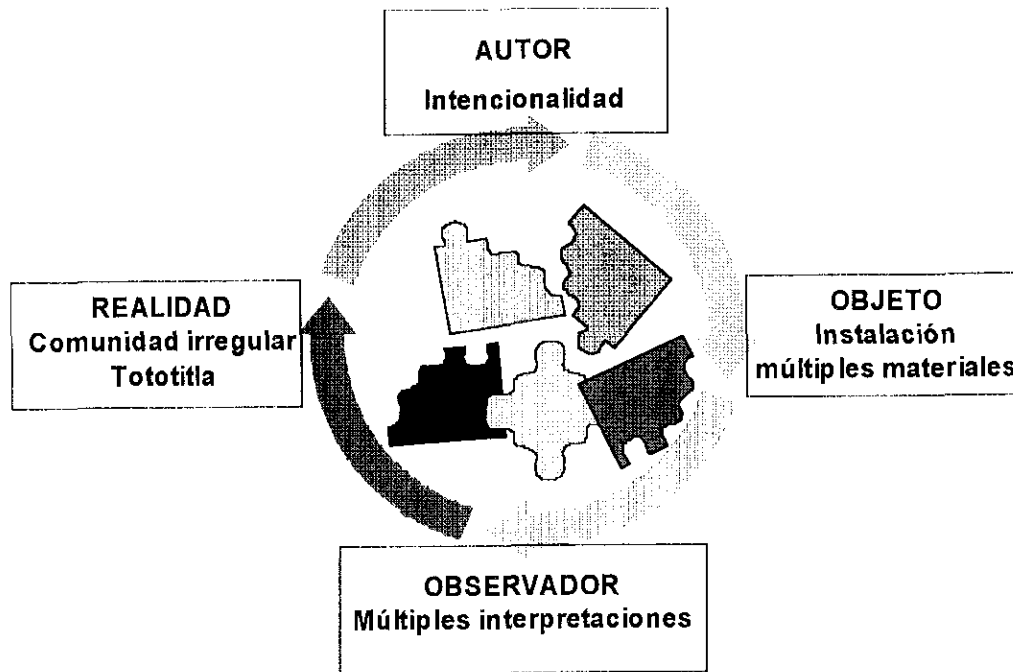 AUTOR
Intencionalidad
REALIDAD
Comunidad irregular
Tototitla
OBJETO
Instalación
múltiples materiales
OBSERVADOR
Múltiples interpretaciones